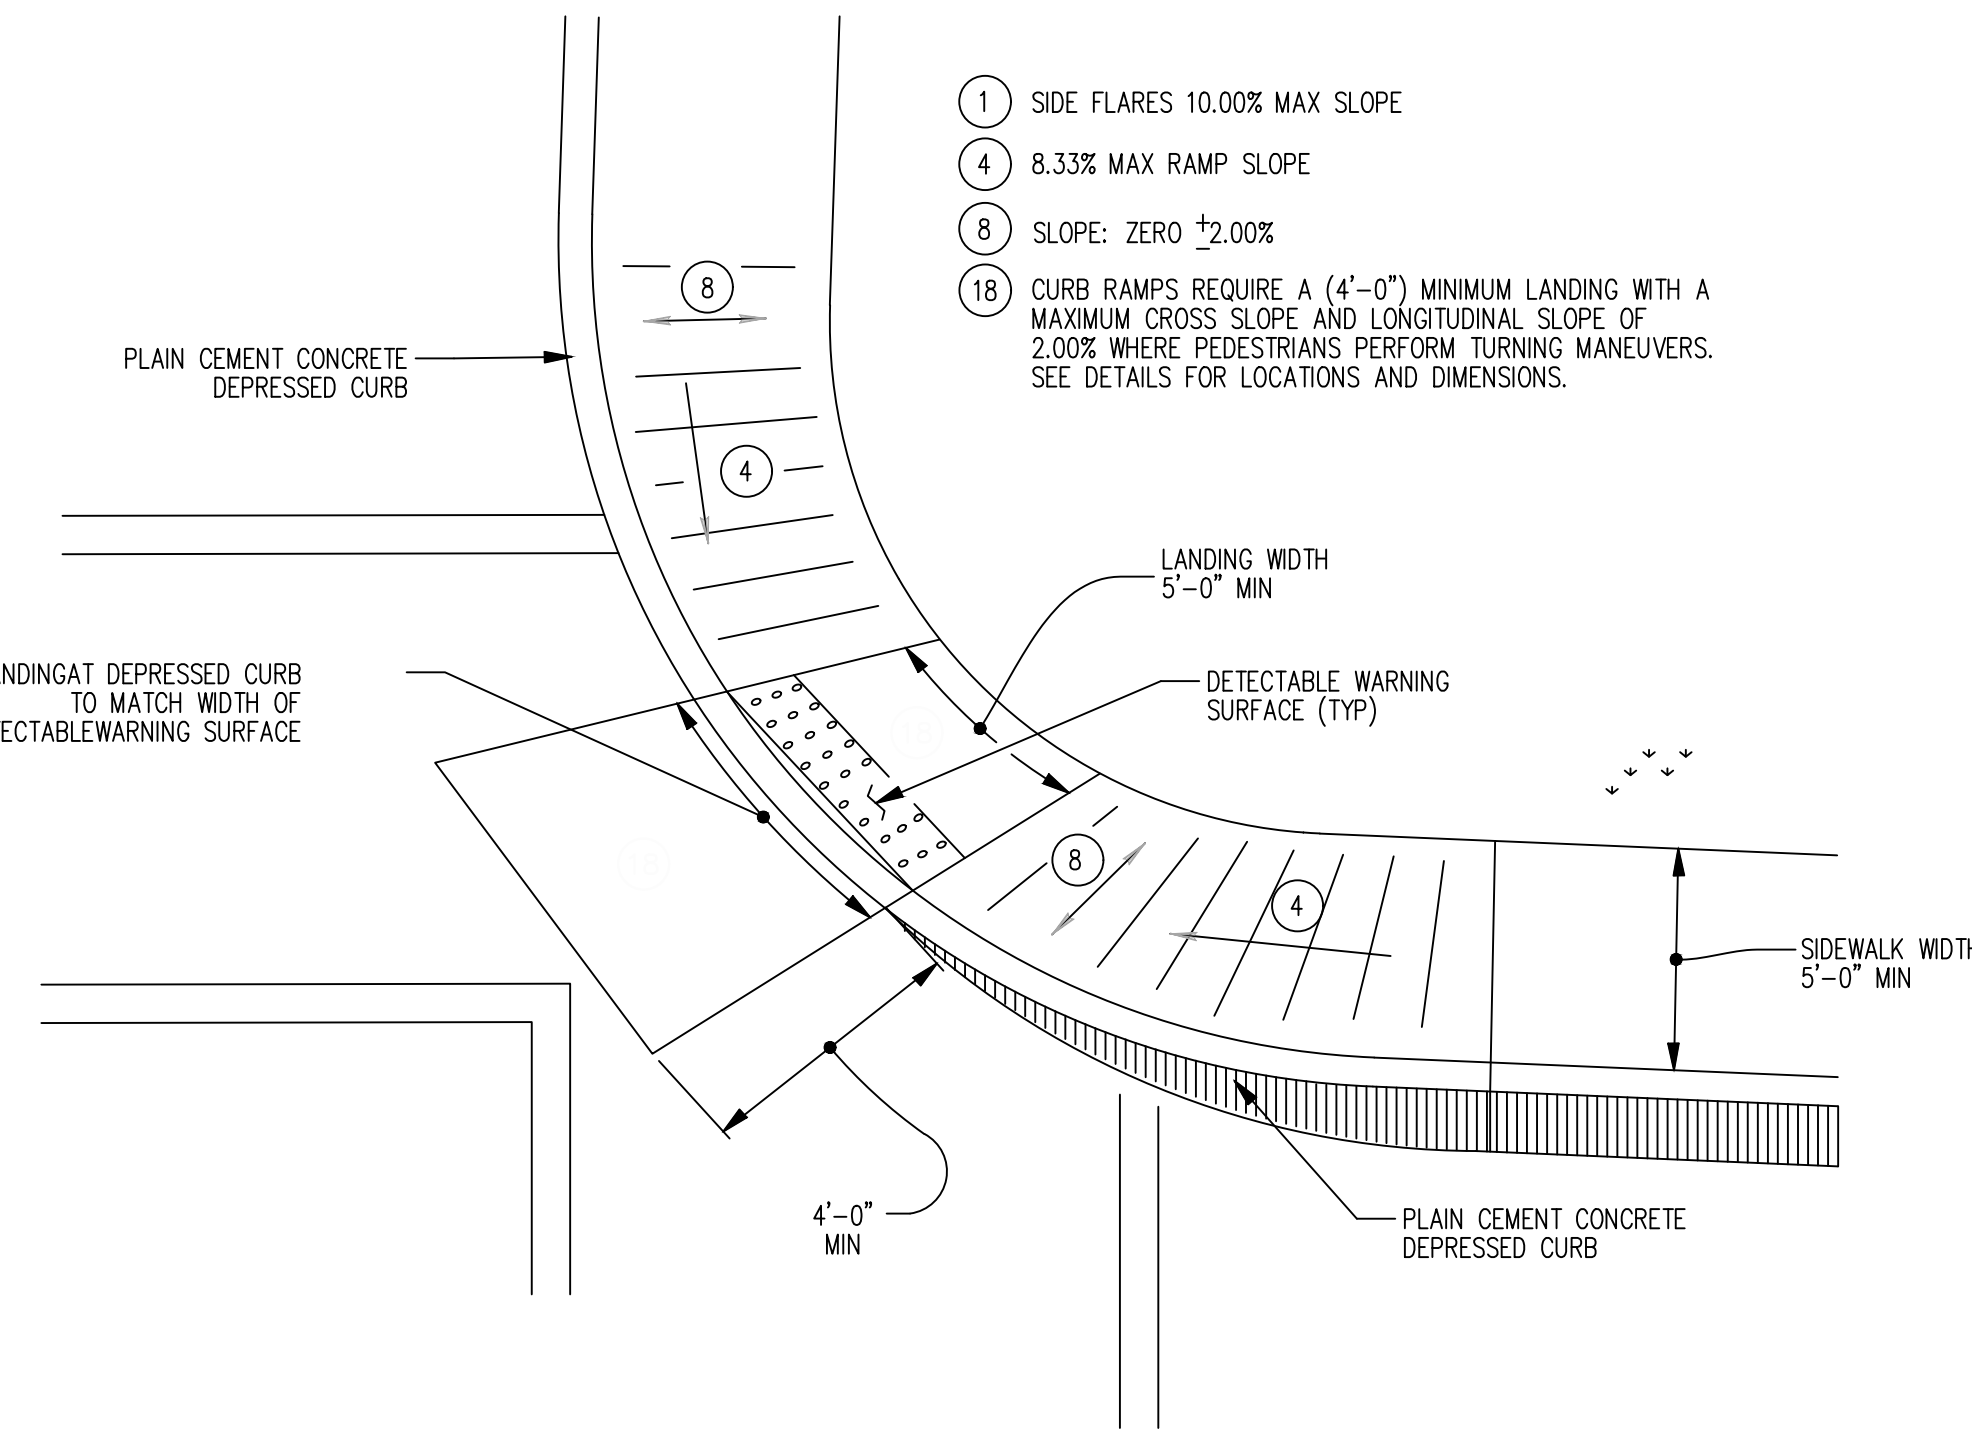 1 SIDE FLARES 10.00% MAX SLOPE
4 8.33% MAX RAMP SLOPE
8 SLOPE: ZERO ±2.00%
18 CURB RAMPS REQUIRE A (4'-0") MINIMUM LANDING WITH A
MAXIMUM CROSS SLOPE AND LONGITUDINAL SLOPE OF
2.00% WHERE PEDESTRIANS PERFORM TURNING MANEUVERS.
SEE DETAILS FOR LOCATIONS AND DIMENSIONS.
8
PLAIN CEMENT CONCRETE
DEPRESSED CURB
4
LANDING WIDTH
5'-0" MIN
NDINGAT DEPRESSED CURB
TO MATCH WIDTH OF
ECTABLEWARNING SURFACE
DETECTABLE WARNING
SURFACE (TYP)
18
18
8
4
SIDEWALK WIDTH
5'-0" MIN
4'-0"
MIN
PLAIN CEMENT CONCRETE
DEPRESSED CURB